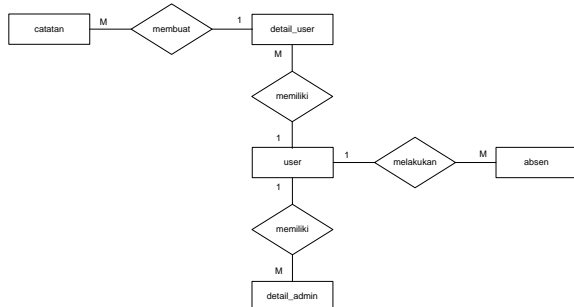 catatan
M
membuat
1
detail_user
M
memiliki
1
user
1
melakukan
M
absen
1
memiliki
M
detail_admin